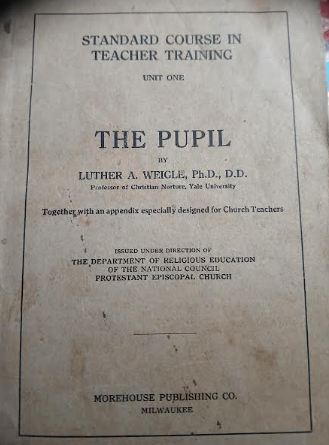 STANDARD COURSE IN
TEACHER TRAINING
UNIT ONE
THE PUPIL
BY
LUTHER A. WEIGLE, Ph.D., D.D.
Professor of Christian Nurture, Yale University
Together with an appendix especially designed for Church Teachers
ISSUED UNDER DIRECTION OF
THE DEPARTMENT OF RELIGIOUS EDUCATION
OF THE NATIONAL COUNCIL
PROTESTANT EPISCOPAL CHURCH
MOREHOUSE PUBLISHING CO.
MILWAUKEE